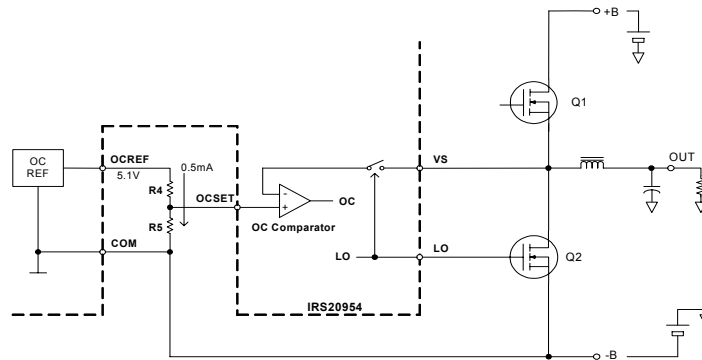 +B
Q1
OC
REF
OCREF
5.1V
0.5mA
R4
OCSET
R5
COM
-
+
OC
OC Comparator
VS
OUT
LO
LO
Q2
IRS20954
-B